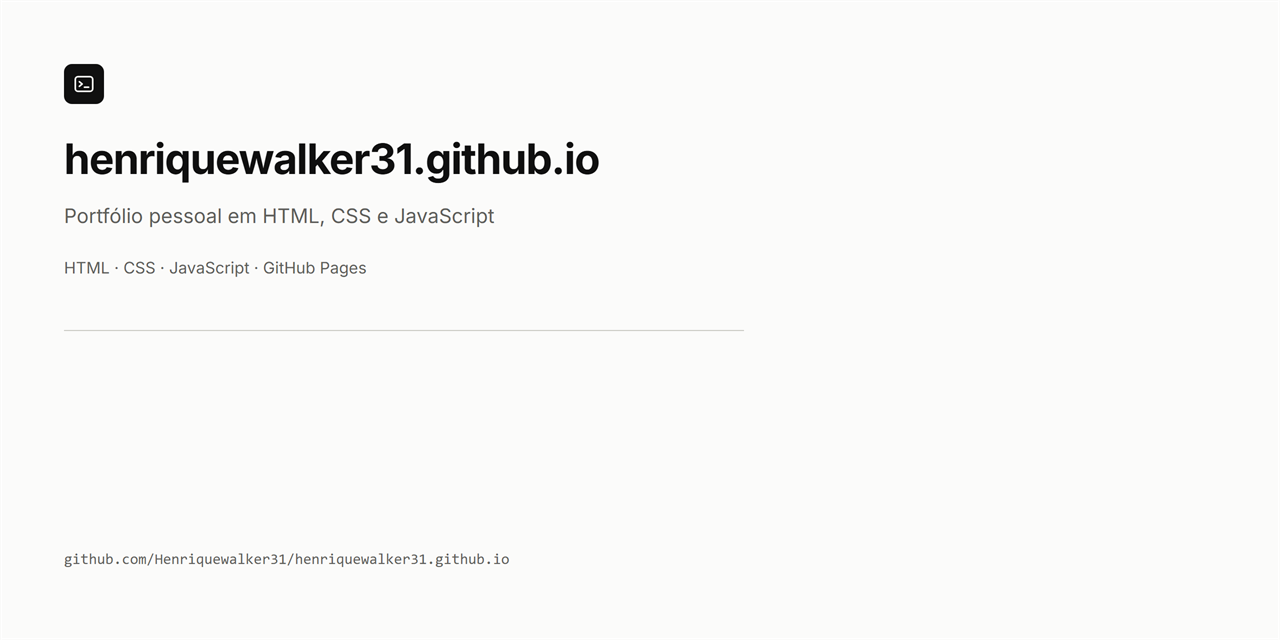 henriquewalker31.github.io
Portfólio pessoal em HTML, CSS e JavaScript
HTML · CSS · JavaScript · GitHub Pages
github.com/Henriquewalker31/henriquewalker31.github.io